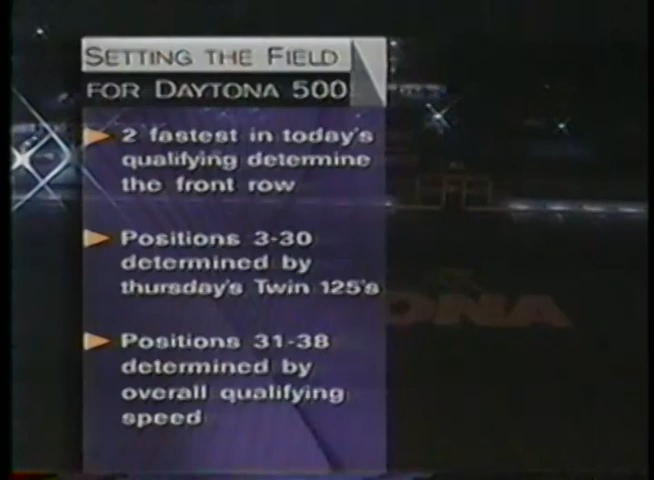 SETTING THE FIELD
FOR DAYTONA 500
2 fastest in today's
qualifying determine
the front row
Positions 3-30
determined by
thursday's Twin 125's
Positions 31-38
determined by
overall qualifying
speed
ONA